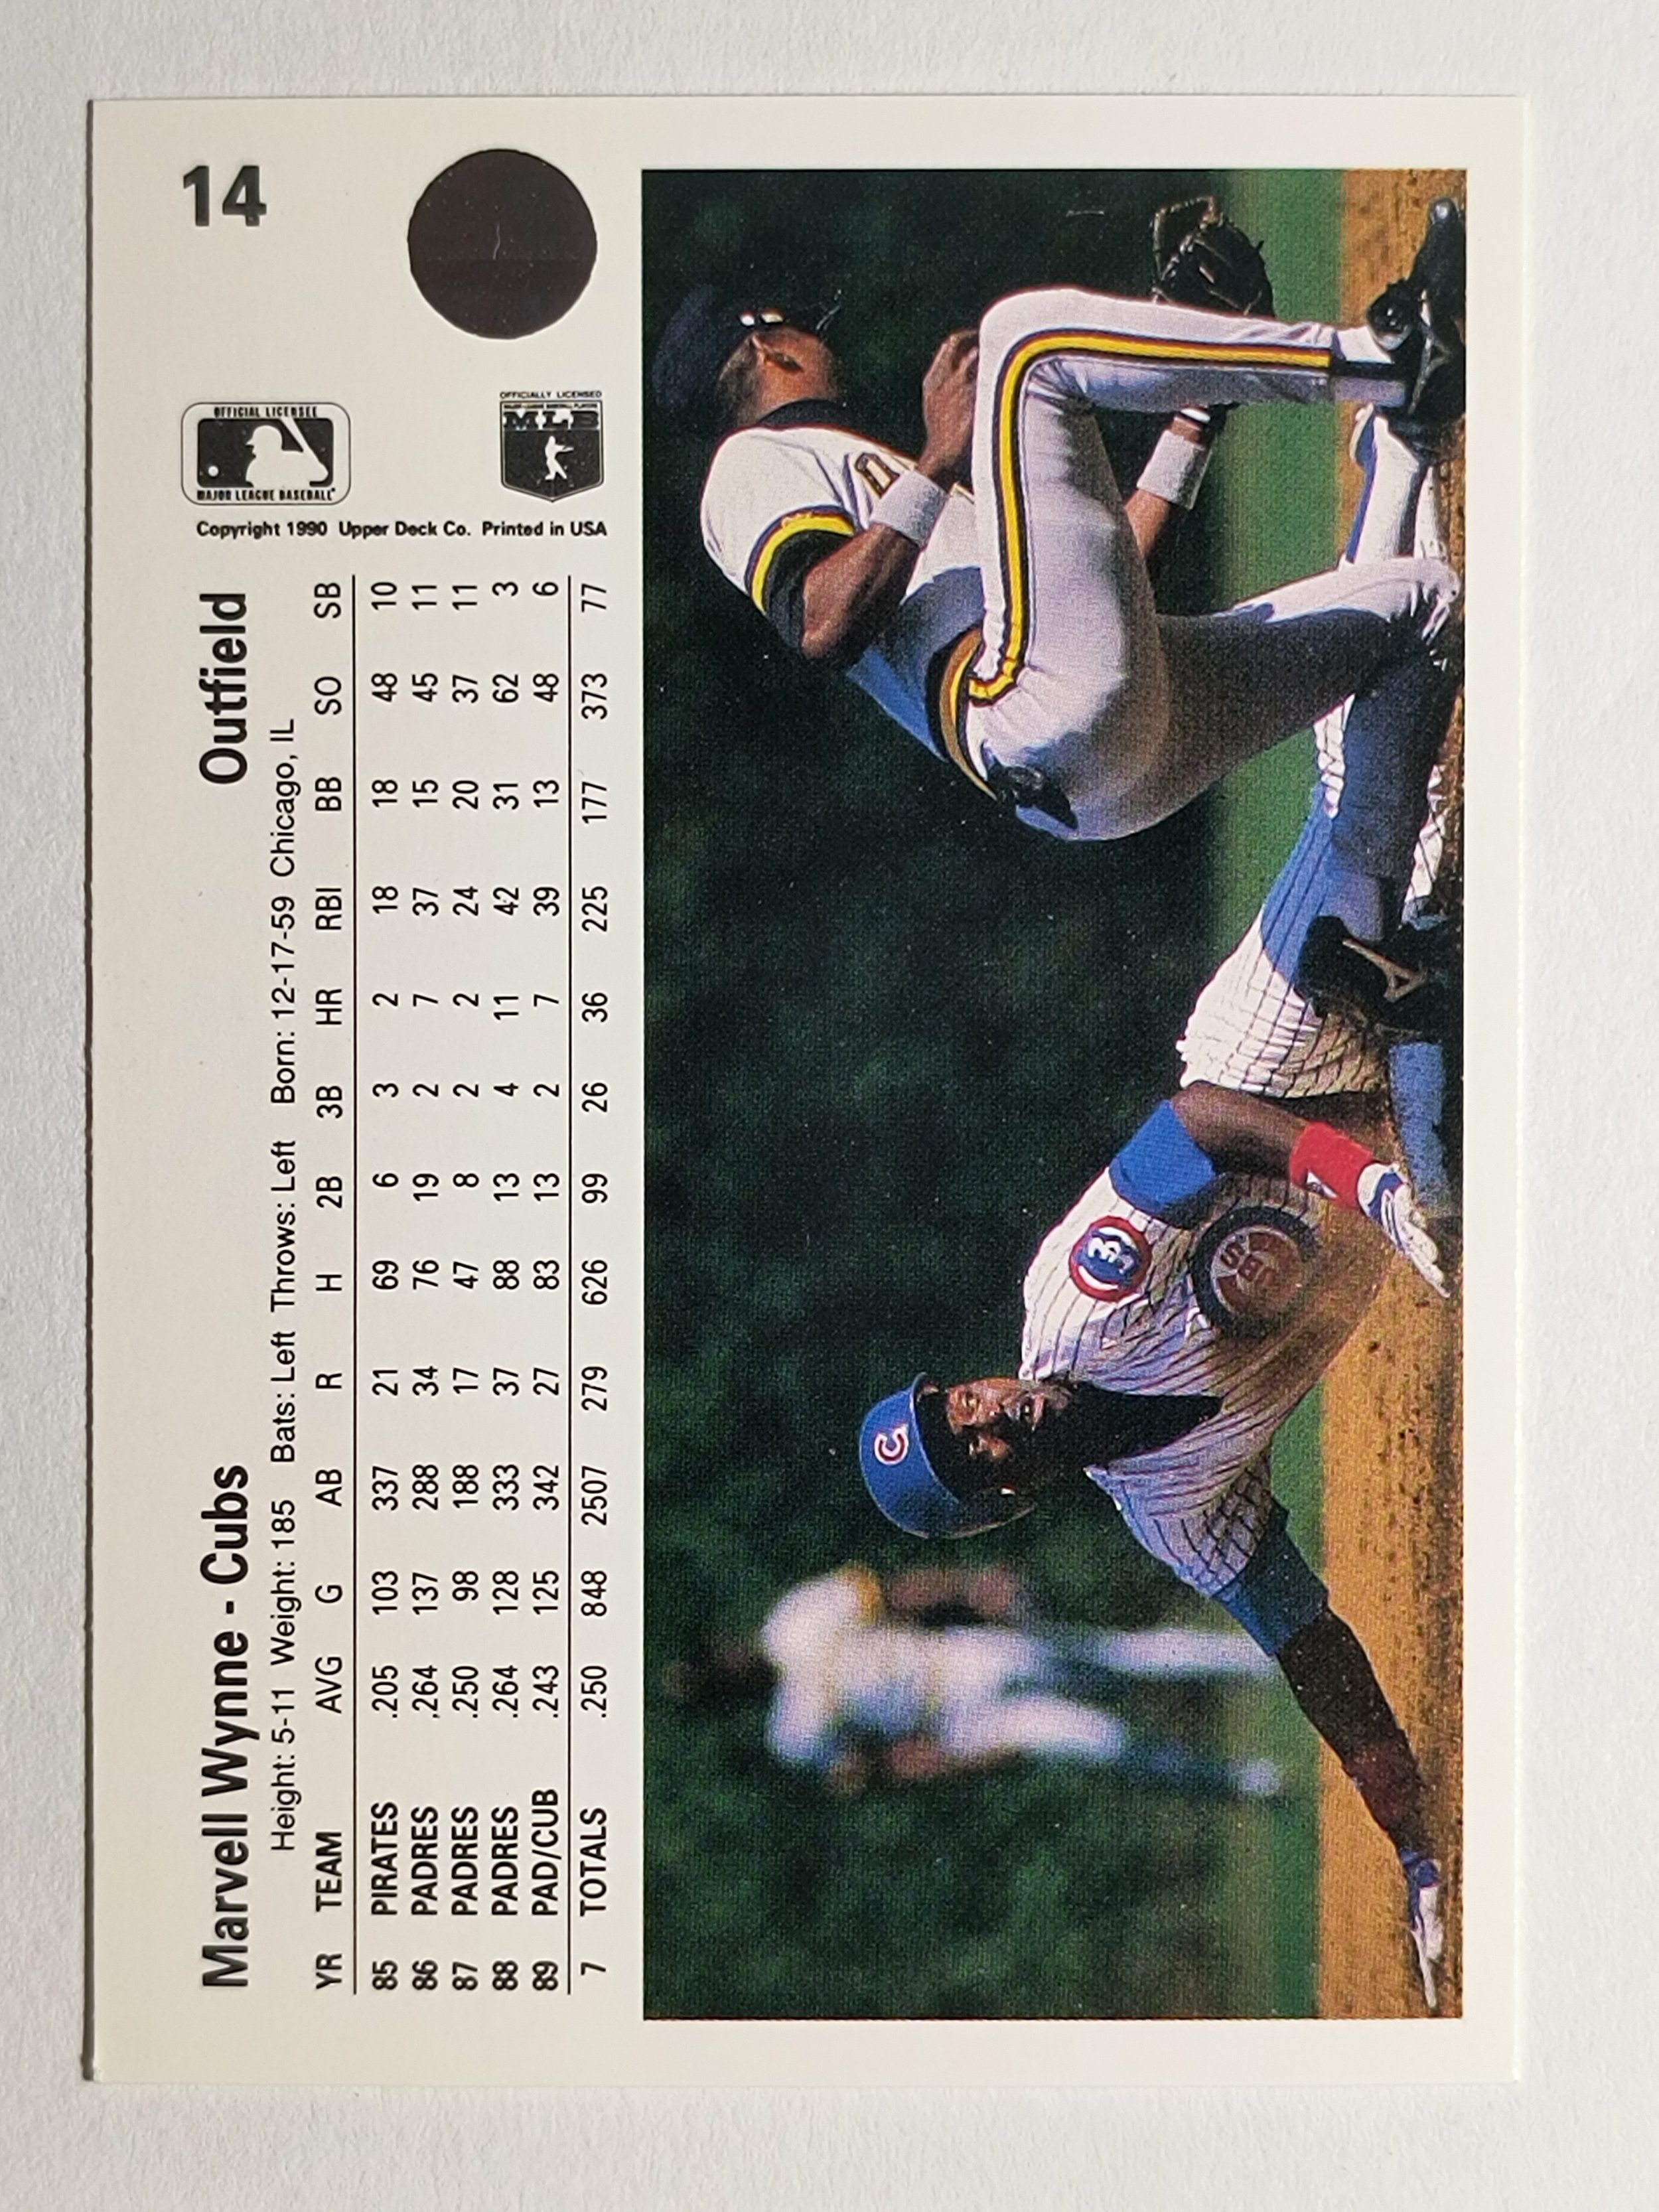 14
Marvell Wynne - Cubs Outfield
Height: 5-11 Weight: 185 Bats: Left Throws: Left Born: 12-17-59 Chicago, IL
YR TEAM AVG G AB R H 2B 3B HR RBI BB SO SB
85 PIRATES .205 103 337 21 69 6 3 2 18 18 48 10
86 PADRES .264 137 288 34 76 19 2 7 37 15 45 11
87 PADRES .250 98 188 17 47 8 2 2 24 20 37 11
88 PADRES .264 128 333 37 88 13 4 11 42 31 62 3
89 PAD/CUB .243 125 342 27 83 13 2 7 39 13 48 6
7 TOTALS .250 848 2507 279 626 99 26 36 225 177 373 77
Copyright 1990 Upper Deck Co. Printed in USA
OFFICIAL LICENSEE
MAJOR LEAGUE BASEBALL
OFFICIALLY LICENSED
MAJOR LEAGUE BASEBALL PLAYERS
MLB
C
UBS